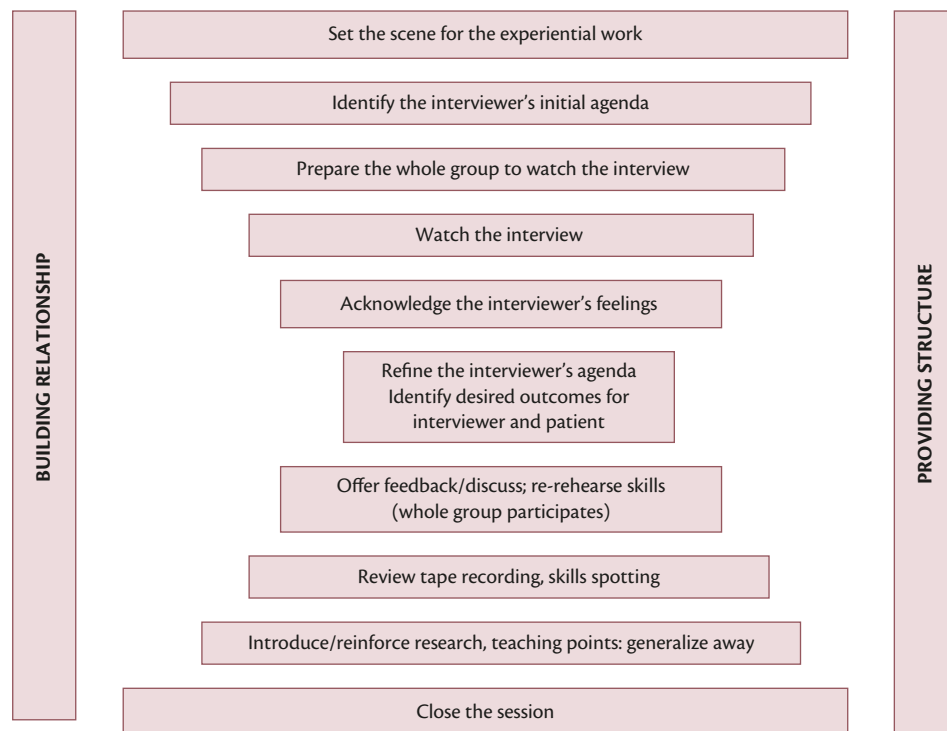 BUILDING RELATIONSHIP
Set the scene for the experiential work
Identify the interviewer’s initial agenda
Prepare the whole group to watch the interview
Watch the interview
Acknowledge the interviewer’s feelings
Refine the interviewer’s agenda
Identify desired outcomes for
interviewer and patient
Offer feedback/discuss; re-rehearse skills
(whole group participates)
Review tape recording, skills spotting
Introduce/reinforce research, teaching points: generalize away
Close the session
PROVIDING STRUCTURE